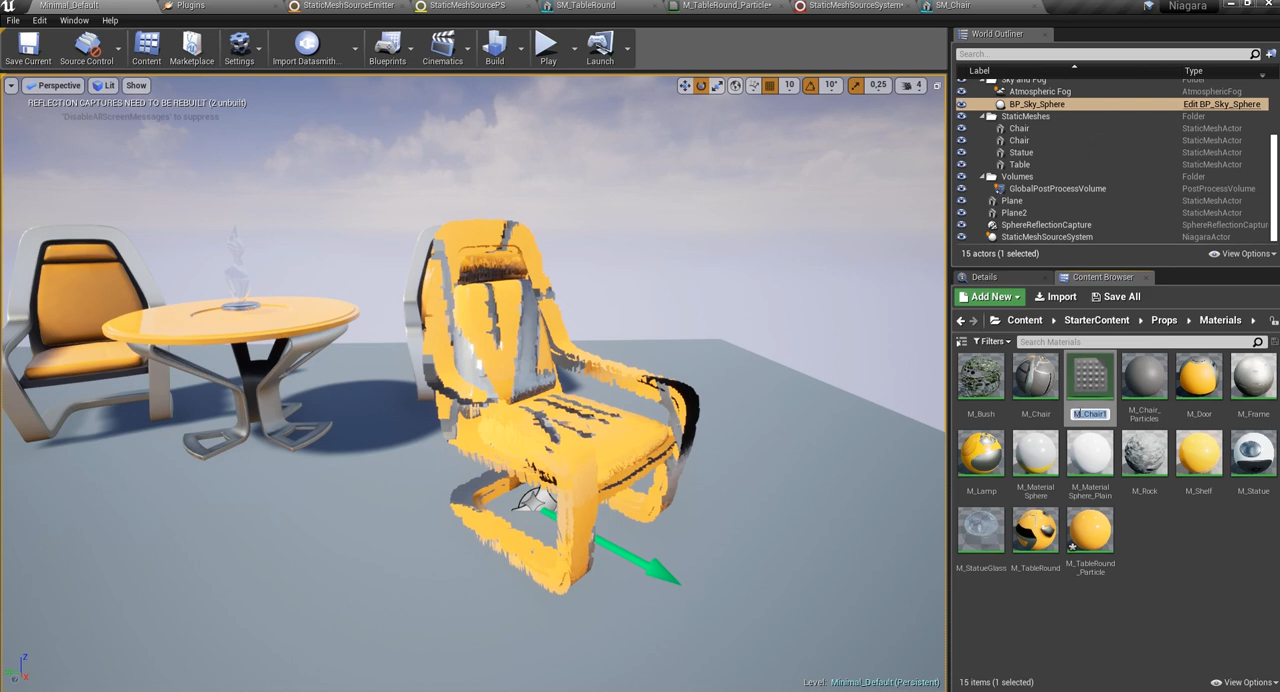 Minimal_Default
Plugins
StaticMeshSourceEmitter
StaticMeshSourcePS
SM_TableRound
M_TableRound_Particle*
StaticMeshSourceSystem*
SM_Chair
Niagara
File Edit Window Help
Save Current
Source Control
Content
Marketplace
Settings
Import Datasmith...
Blueprints
Cinematics
Build
Play
Launch
Perspective
Lit
Show
10
10°
0,25
4
REFLECTION CAPTURES NEED TO BE REBUILT (2 unbuilt)
'DisableAllScreenMessages' to suppress
Z
X
Level: Minimal_Default (Persistent)
World Outliner
Search...
Label Type
Sky and Fog Folder
Atmospheric Fog AtmosphericFog
BP_Sky_Sphere Edit BP_Sky_Sphere
StaticMeshes Folder
Chair StaticMeshActor
Chair StaticMeshActor
Statue StaticMeshActor
Table StaticMeshActor
Volumes Folder
GlobalPostProcessVolume PostProcessVolume
Plane StaticMeshActor
Plane2 StaticMeshActor
SphereReflectionCapture SphereReflectionCaptur
StaticMeshSourceSystem NiagaraActor
15 actors (1 selected)
View Options
Details
Content Browser
Add New
Import
Save All
Content
StarterContent
Props
Materials
Filters
Search Materials
M_Bush
M_Chair
M_Chair1
M_Chair_
Particles
M_Door
M_Frame
M_Lamp
M_Material
Sphere
M_Material
Sphere_Plain
M_Rock
M_Shelf
M_Statue
M_StatueGlass
M_TableRound
M_TableRound
_Particle
15 items (1 selected)
View Options